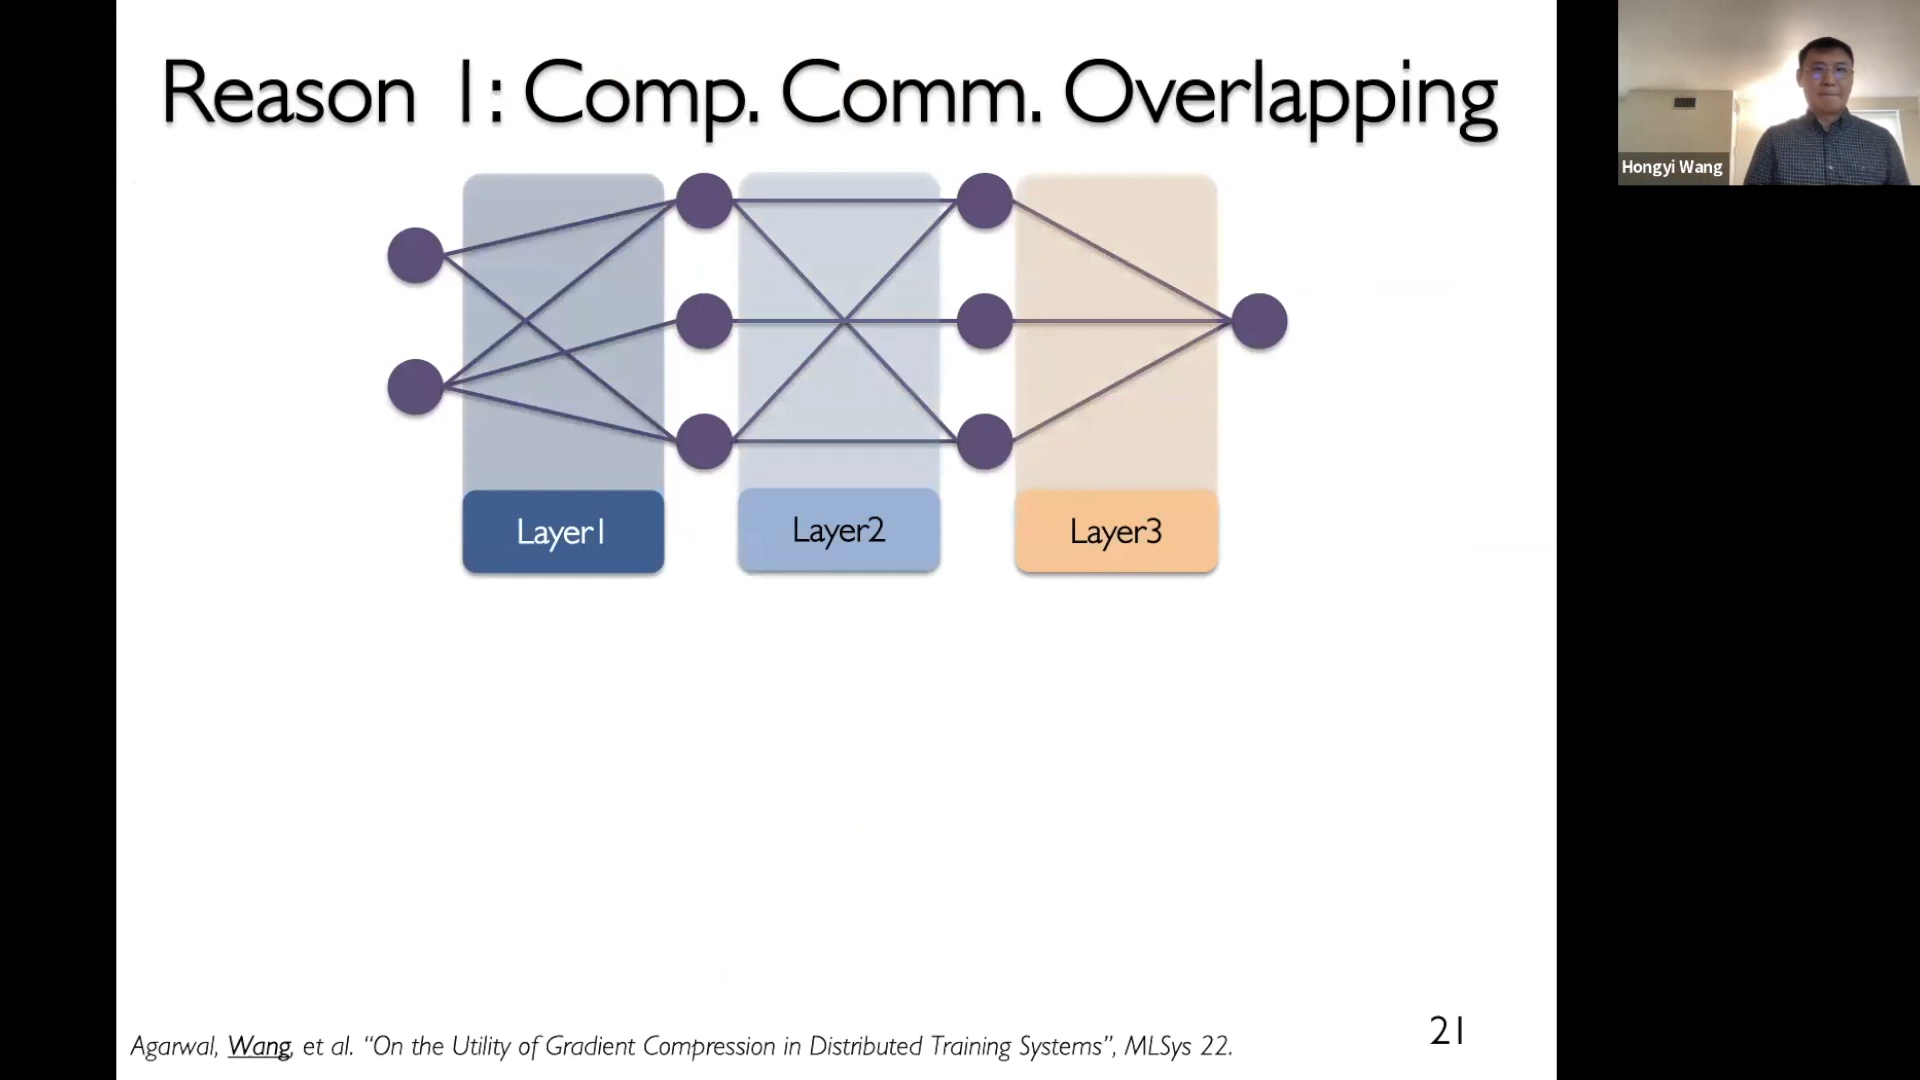 Reason 1: Comp. Comm. Overlapping
Hongyi Wang
Layer1
Layer2
Layer3
Agarwal, Wang, et al. “On the Utility of Gradient Compression in Distributed Training Systems”, MLSys 22.
21